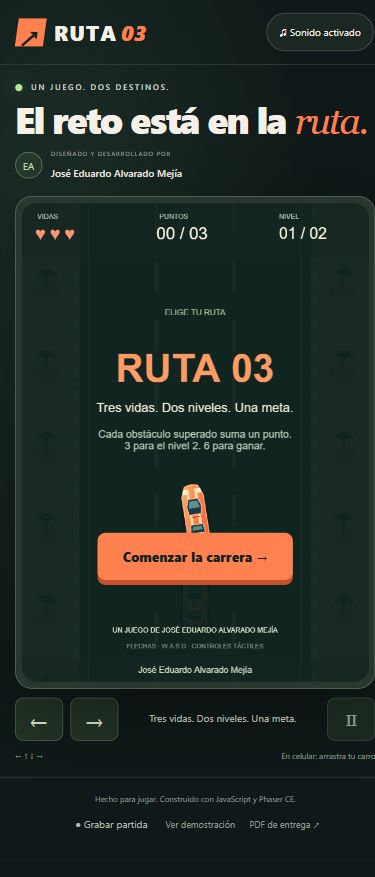 RUTA 03
♫ Sonido activado
UN JUEGO. DOS DESTINOS.
El reto está en la ruta.
EA
DISEÑADO Y DESARROLLADO POR
José Eduardo Alvarado Mejía
VIDAS PUNTOS NIVEL
♥ ♥ ♥ 00 / 03 01 / 02
ELIGE TU RUTA
RUTA 03
Tres vidas. Dos niveles. Una meta.
Cada obstáculo superado suma un punto.
3 para el nivel 2. 6 para ganar.
Comenzar la carrera →
UN JUEGO DE JOSÉ EDUARDO ALVARADO MEJÍA
FLECHAS · W A S D · CONTROLES TÁCTILES
José Eduardo Alvarado Mejía
← → Tres vidas. Dos niveles. Una meta. II
← ↑ ↓ → En celular: arrastra tu carro
Hecho para jugar. Construido con JavaScript y Phaser CE.
● Grabar partida Ver demostración PDF de entrega ↗